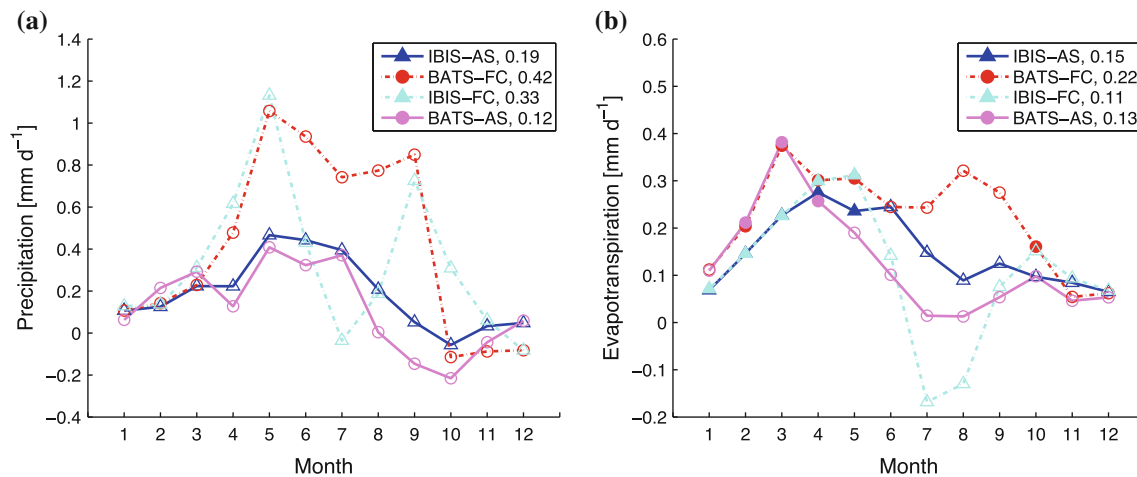 (a)
Precipitation [mm d⁻¹]
1.4
1.2
1
0.8
0.6
0.4
0.2
0
−0.2
−0.4
IBIS−AS, 0.19
BATS−FC, 0.42
IBIS−FC, 0.33
BATS−AS, 0.12
1 2 3 4 5 6 7 8 9 10 11 12
Month
(b)
Evapotranspiration [mm d⁻¹]
0.6
0.5
0.4
0.3
0.2
0.1
0
−0.1
−0.2
IBIS−AS, 0.15
BATS−FC, 0.22
IBIS−FC, 0.11
BATS−AS, 0.13
1 2 3 4 5 6 7 8 9 10 11 12
Month